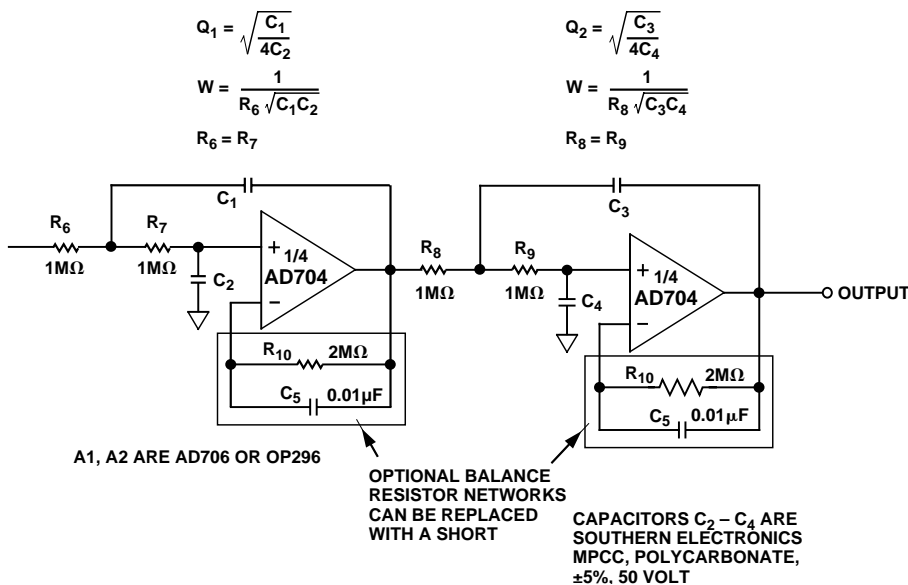 Q1 = √C1/4C2
Q2 = √C3/4C4
W = 1/R6 √C1C2
W = 1/R8 √C3C4
R6 = R7
R8 = R9
C1
C3
R6
R7
R8
R9
1MΩ
1MΩ
1MΩ
1MΩ
C2
C4
+
−
1/4
AD704
+
−
1/4
AD704
OUTPUT
R10 2MΩ
C5 0.01µF
R10 2MΩ
C5 0.01µF
A1, A2 ARE AD706 OR OP296
OPTIONAL BALANCE
RESISTOR NETWORKS
CAN BE REPLACED
WITH A SHORT
CAPACITORS C2 – C4 ARE
SOUTHERN ELECTRONICS
MPCC, POLYCARBONATE,
±5%, 50 VOLT